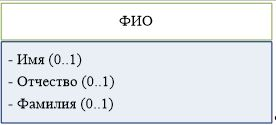 ФИО
- Имя (0..1)
- Отчество (0..1)
- Фамилия (0..1)